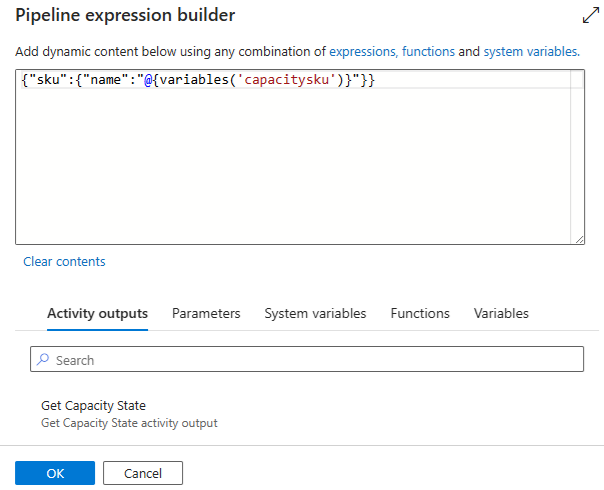 Pipeline expression builder
Add dynamic content below using any combination of expressions, functions and system variables.
{"sku":{"name":"@{variables('capacitysku')}"}}
Clear contents
Activity outputs Parameters System variables Functions Variables
Search
Get Capacity State
Get Capacity State activity output
OK Cancel